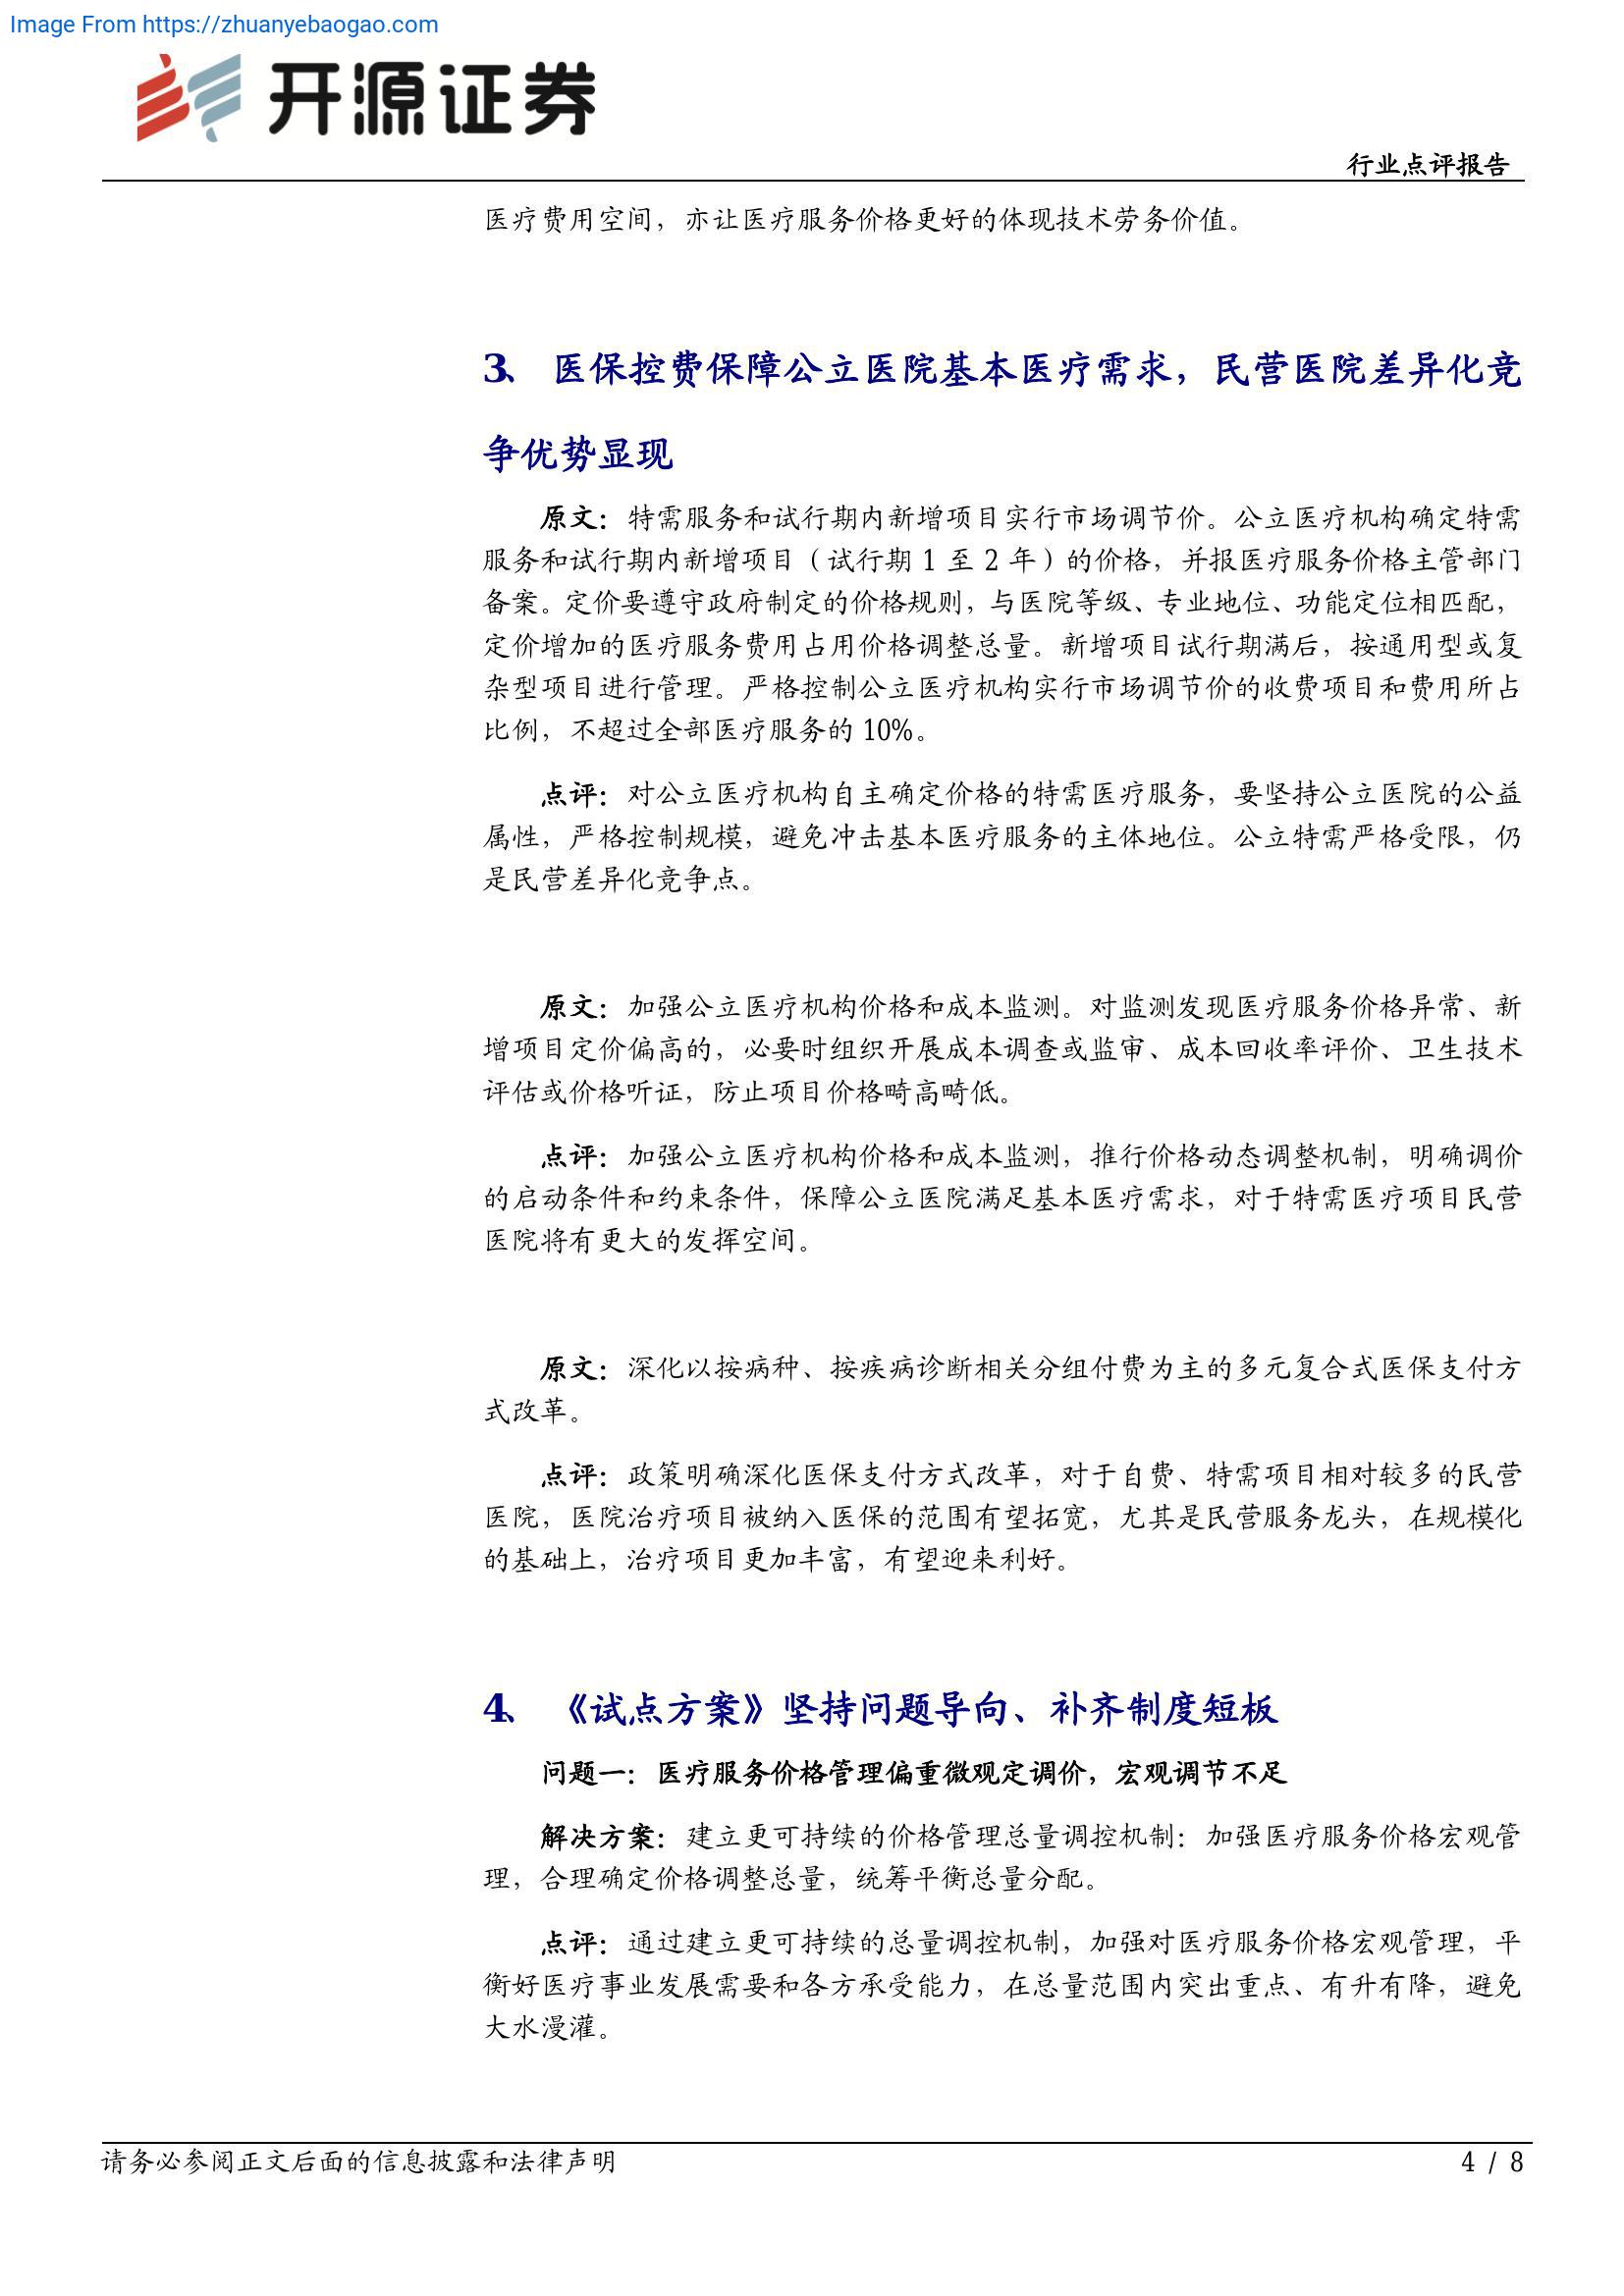 Image From https://zhuanyebaogao.com
开源证券
行业点评报告
医疗费用空间，亦让医疗服务价格更好的体现技术劳务价值。
3、 医保控费保障公立医院基本医疗需求，民营医院差异化竞
争优势显现
原文：特需服务和试行期内新增项目实行市场调节价。公立医疗机构确定特需
服务和试行期内新增项目（试行期 1 至 2 年）的价格，并报医疗服务价格主管部门
备案。定价要遵守政府制定的价格规则，与医院等级、专业地位、功能定位相匹配，
定价增加的医疗服务费用占用价格调整总量。新增项目试行期满后，按通用型或复
杂型项目进行管理。严格控制公立医疗机构实行市场调节价的收费项目和费用所占
比例，不超过全部医疗服务的 10%。
点评：对公立医疗机构自主确定价格的特需医疗服务，要坚持公立医院的公益
属性，严格控制规模，避免冲击基本医疗服务的主体地位。公立特需严格受限，仍
是民营差异化竞争点。
原文：加强公立医疗机构价格和成本监测。对监测发现医疗服务价格异常、新
增项目定价偏高的，必要时组织开展成本调查或监审、成本回收率评价、卫生技术
评估或价格听证，防止项目价格畸高畸低。
点评：加强公立医疗机构价格和成本监测，推行价格动态调整机制，明确调价
的启动条件和约束条件，保障公立医院满足基本医疗需求，对于特需医疗项目民营
医院将有更大的发挥空间。
原文：深化以按病种、按疾病诊断相关分组付费为主的多元复合式医保支付方
式改革。
点评：政策明确深化医保支付方式改革，对于自费、特需项目相对较多的民营
医院，医院治疗项目被纳入医保的范围有望拓宽，尤其是民营服务龙头，在规模化
的基础上，治疗项目更加丰富，有望迎来利好。
4、 《试点方案》坚持问题导向、补齐制度短板
问题一：医疗服务价格管理偏重微观定调价，宏观调节不足
解决方案：建立更可持续的价格管理总量调控机制：加强医疗服务价格宏观管
理，合理确定价格调整总量，统筹平衡总量分配。
点评：通过建立更可持续的总量调控机制，加强对医疗服务价格宏观管理，平
衡好医疗事业发展需要和各方承受能力，在总量范围内突出重点、有升有降，避免
大水漫灌。
请务必参阅正文后面的信息披露和法律声明
4 / 8